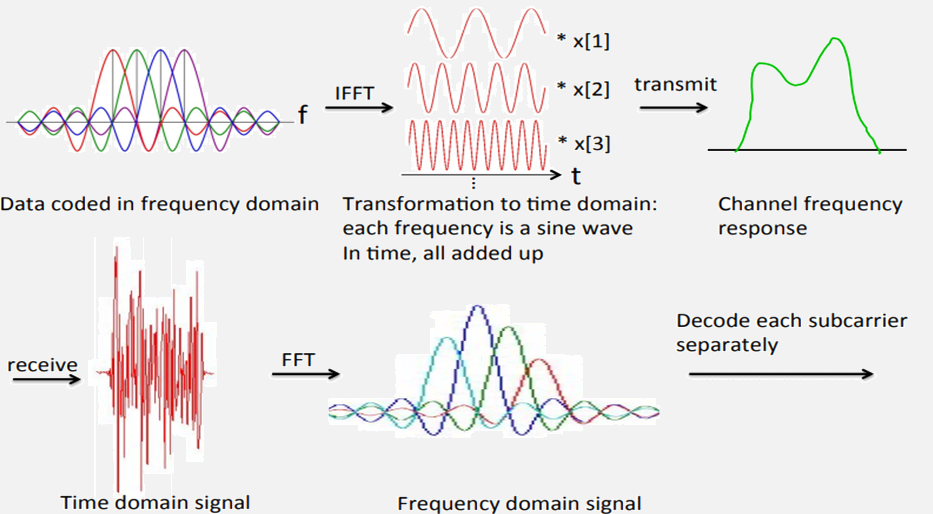 f
IFFT
* x[1]
* x[2]
* x[3]
t
⋮
transmit
Data coded in frequency domain
Transformation to time domain:
each frequency is a sine wave
In time, all added up
Channel frequency
response
receive
Time domain signal
FFT
Frequency domain signal
Decode each subcarrier
separately